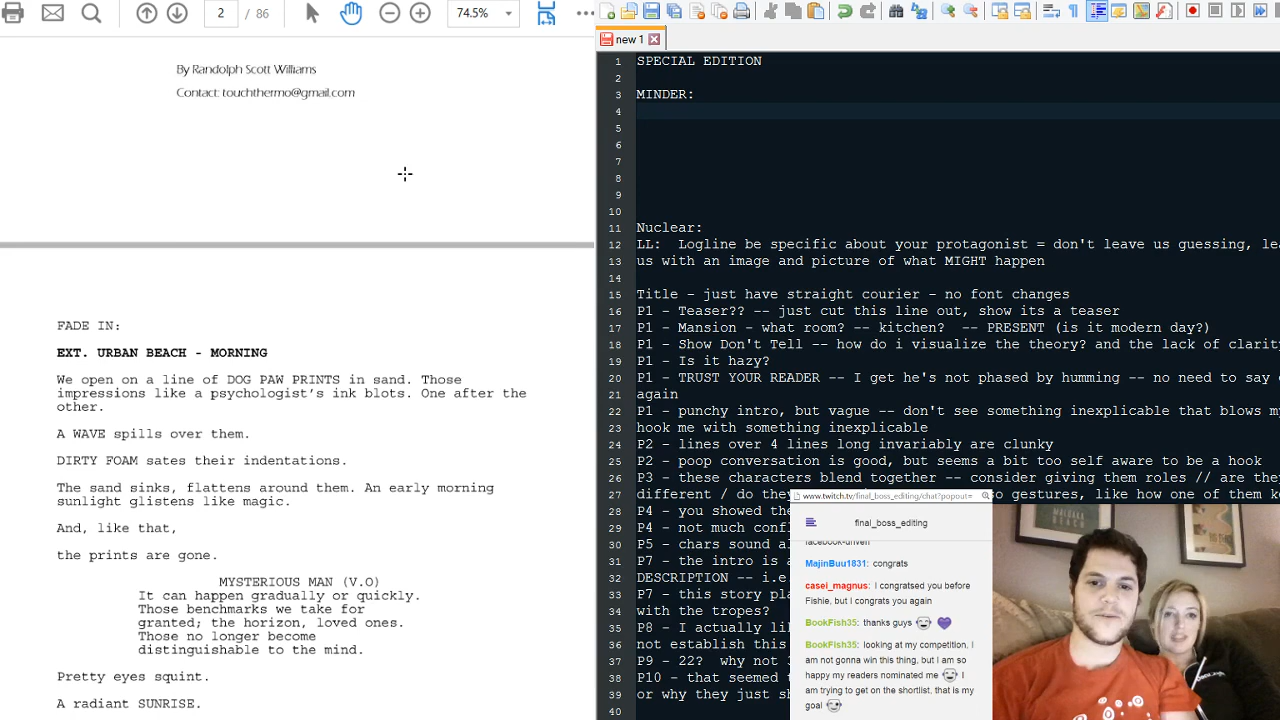 2 / 86
74.5%
By Randolph Scott Williams
Contact: touchthermo@gmail.com
FADE IN:
EXT. URBAN BEACH - MORNING
We open on a line of DOG PAW PRINTS in sand. Those
impressions like a psychologist's ink blots. One after the
other.
A WAVE spills over them.
DIRTY FOAM sates their indentations.
The sand sinks, flattens around them. An early morning
sunlight glistens like magic.
And, like that,
the prints are gone.
MYSTERIOUS MAN (V.O)
It can happen gradually or quickly.
Those benchmarks we take for
granted; the horizon, loved ones.
Those no longer become
distinguishable to the mind.
Pretty eyes squint.
A radiant SUNRISE.
new 1
1 SPECIAL EDITION
2
3 MINDER:
4
5
6
7
8
9
10
11 Nuclear:
12 LL: Logline be specific about your protagonist = don't leave us guessing, le
13 us with an image and picture of what MIGHT happen
14
15 Title - just have straight courier - no font changes
16 P1 - Teaser?? -- just cut this line out, show its a teaser
17 P1 - Mansion - what room? -- kitchen? -- PRESENT (is it modern day?)
18 P1 - Show Don't Tell -- how do i visualize the theory? and the lack of clarit
19 P1 - Is it hazy?
20 P1 - TRUST YOUR READER -- I get he's not phased by humming -- no need to say
21 again
22 P1 - punchy intro, but vague -- don't see something inexplicable that blows m
23 hook me with something inexplicable
24 P2 - lines over 4 lines long invariably are clunky
25 P2 - poop conversation is good, but seems a bit too self aware to be a hook
26 P3 - these characters blend together -- consider giving them roles // are the
27 different / do the so gestures, like how one of them k
28 P4 - you showed the
29 P4 - not much conf
30 P5 - chars sound a
31 P7 - the intro is a
32 DESCRIPTION -- i.e.
33 P7 - this story pla
34 with the tropes?
35 P8 - I actually li
36 not establish this
37 P9 - 22? why not
38 P10 - that seemed t
39 or why they just s
40
www.twitch.tv/final_boss_editing/chat?popout=
final_boss_editing
facebook-driven
MajinBuu1831: congrats
casei_magnus: I congratsed you before
Fishie, but I congrats you again
BookFish35: thanks guys
BookFish35: looking at my competition, I
am not gonna win this thing, but I am so
happy my readers nominated me I
am trying to get on the shortlist, that is my
goal